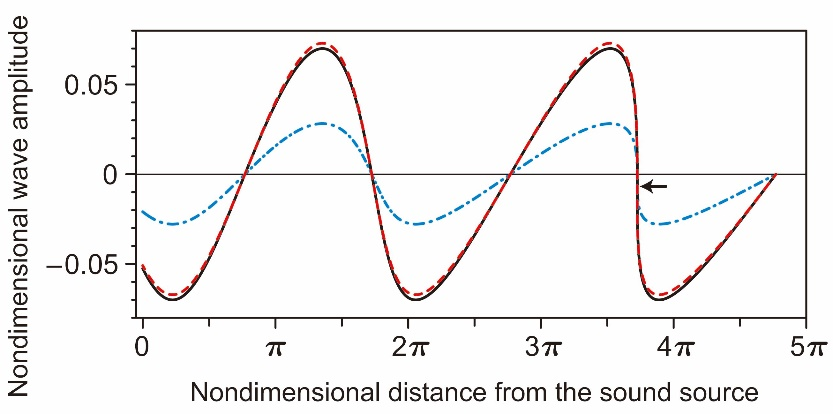 Nondimensional wave amplitude
0.05
0
−0.05
0 π 2π 3π 4π 5π
Nondimensional distance from the sound source